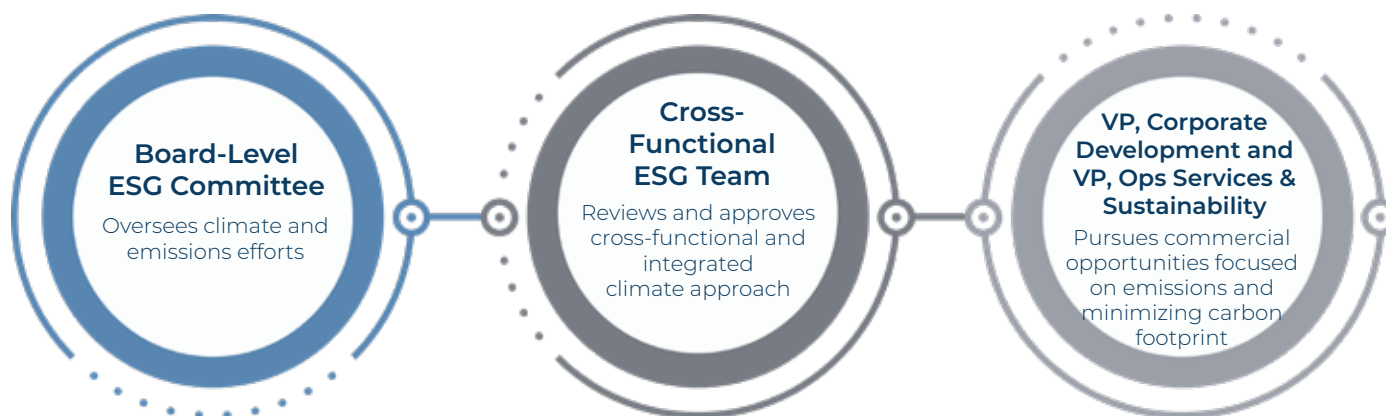 Board-Level
ESG Committee
Oversees climate and
emissions efforts
Cross-
Functional
ESG Team
Reviews and approves
cross-functional and
integrated
climate approach
VP, Corporate
Development and
VP, Ops Services &
Sustainability
Pursues commercial
opportunities focused
on emissions and
minimizing carbon
footprint